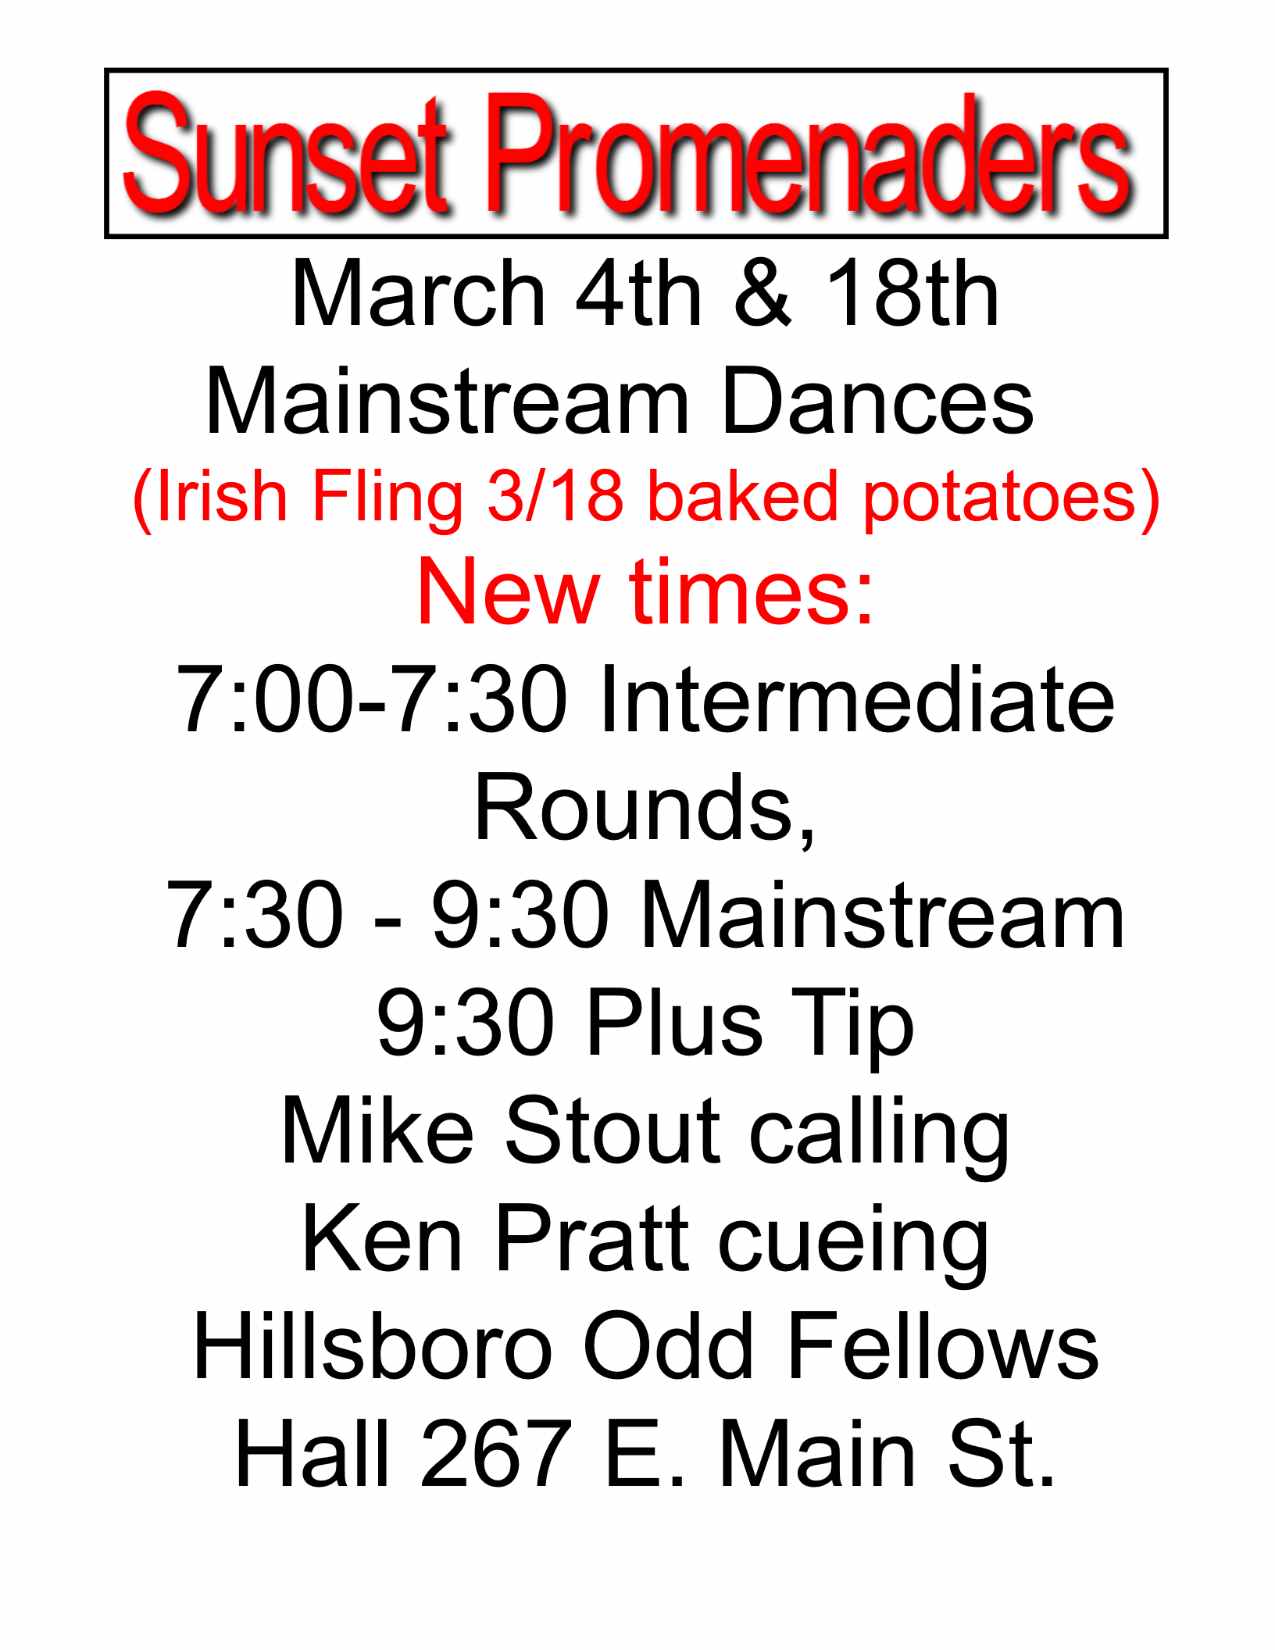 Sunset Promenaders
March 4th & 18th
Mainstream Dances
(Irish Fling 3/18 baked potatoes)
New times:
7:00-7:30 Intermediate
Rounds,
7:30 - 9:30 Mainstream
9:30 Plus Tip
Mike Stout calling
Ken Pratt cueing
Hillsboro Odd Fellows
Hall 267 E. Main St.